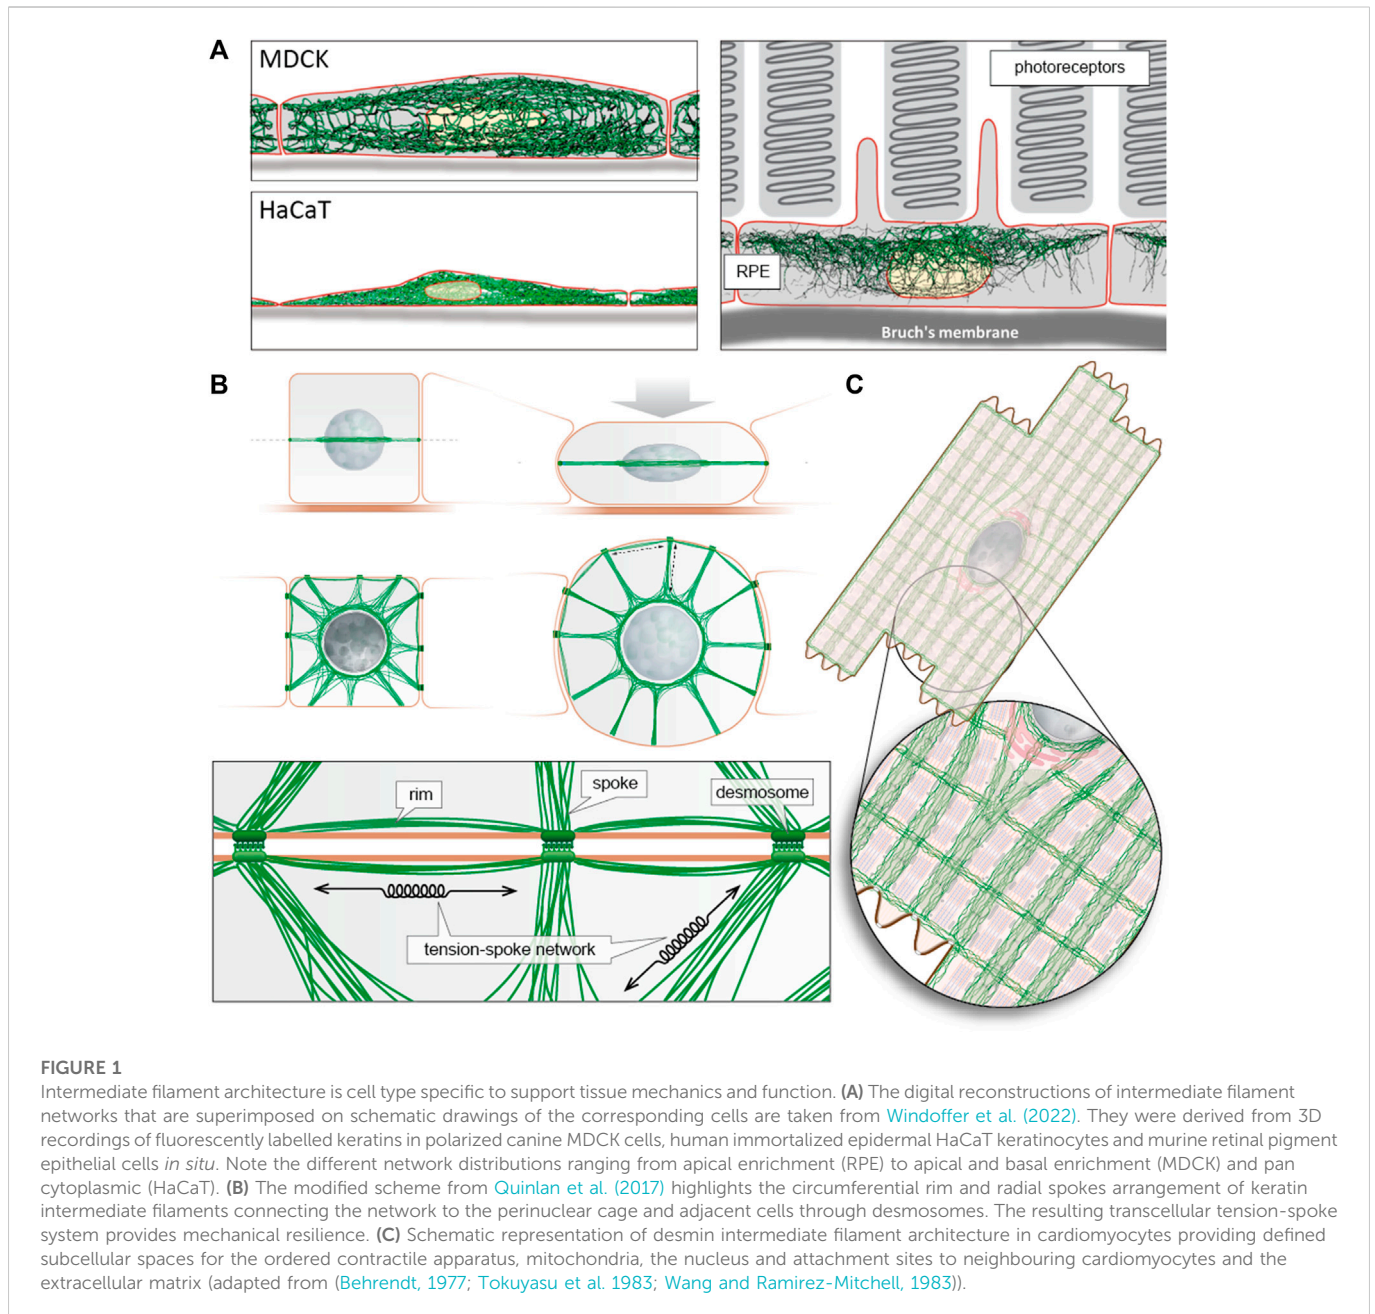 A
MDCK
HaCaT
photoreceptors
RPE
Bruch's membrane
B
C
rim
spoke
desmosome
tension-spoke network
FIGURE 1
Intermediate filament architecture is cell type specific to support tissue mechanics and function. (A) The digital reconstructions of intermediate filament
networks that are superimposed on schematic drawings of the corresponding cells are taken from Windoffer et al. (2022). They were derived from 3D
recordings of fluorescently labelled keratins in polarized canine MDCK cells, human immortalized epidermal HaCaT keratinocytes and murine retinal pigment
epithelial cells in situ. Note the different network distributions ranging from apical enrichment (RPE) to apical and basal enrichment (MDCK) and pan
cytoplasmic (HaCaT). (B) The modified scheme from Quinlan et al. (2017) highlights the circumferential rim and radial spokes arrangement of keratin
intermediate filaments connecting the network to the perinuclear cage and adjacent cells through desmosomes. The resulting transcellular tension-spoke
system provides mechanical resilience. (C) Schematic representation of desmin intermediate filament architecture in cardiomyocytes providing defined
subcellular spaces for the ordered contractile apparatus, mitochondria, the nucleus and attachment sites to neighbouring cardiomyocytes and the
extracellular matrix (adapted from (Behrendt, 1977; Tokuyasu et al. 1983; Wang and Ramirez-Mitchell, 1983)).